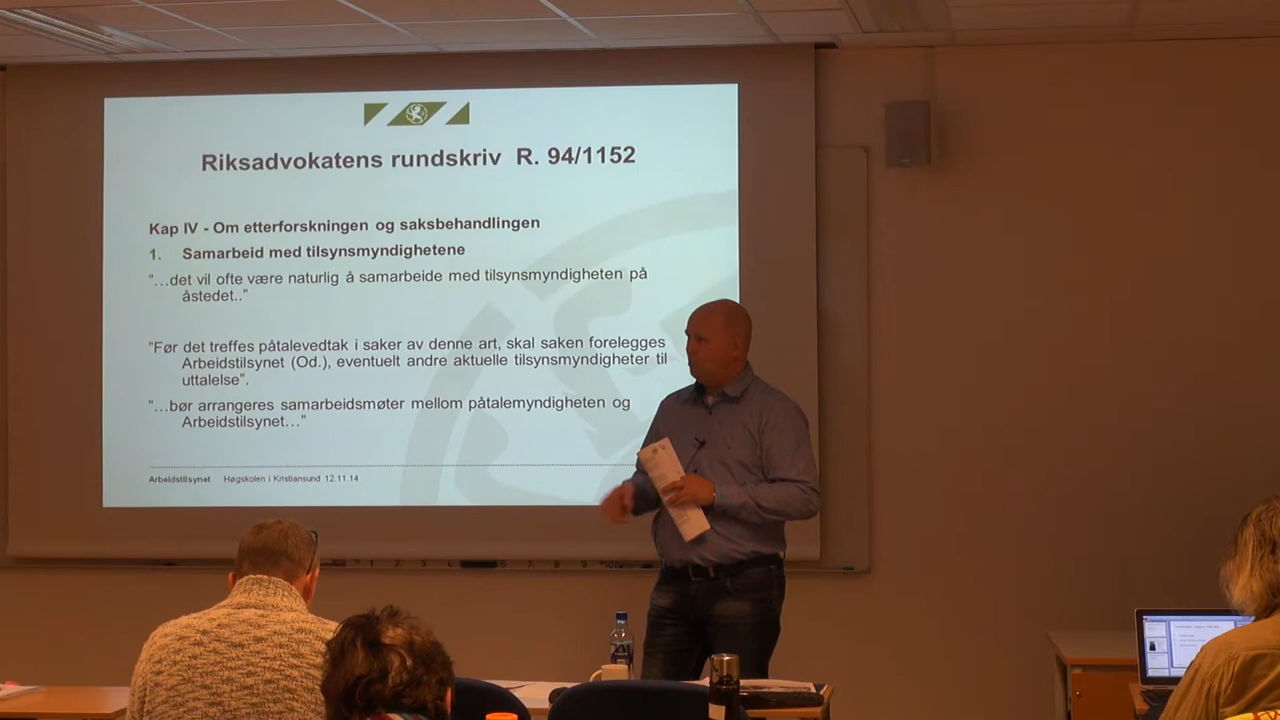 Riksadvokatens rundskriv R. 94/1152
Kap IV - Om etterforskningen og saksbehandlingen
1. Samarbeid med tilsynsmyndighetene
"…det vil ofte være naturlig å samarbeide med tilsynsmyndigheten på
åstedet.."
"Før det treffes påtalevedtak i saker av denne art, skal saken forelegges
Arbeidstilsynet (Od.), eventuelt andre aktuelle tilsynsmyndigheter til
uttalelse".
"…bør arrangeres samarbeidsmøter mellom påtalemyndigheten og
Arbeidstilsynet…"
Arbeidstilsynet Høgskolen i Kristiansund 12.11.14